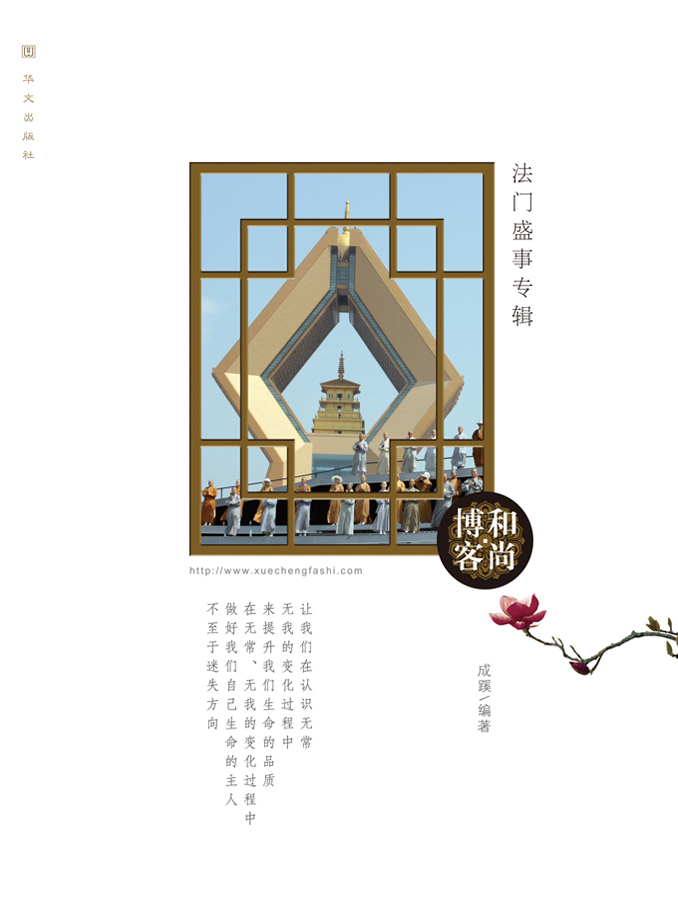 华文出版社
法门盛事专辑
和尚
博客
http://www.xuechengfashi.com
让我们在认识无常
无我的变化过程中
来提升我们生命的品质
在无常、无我的变化过程中
做好我们自己生命的主人
不至于迷失方向
成蹊/编著